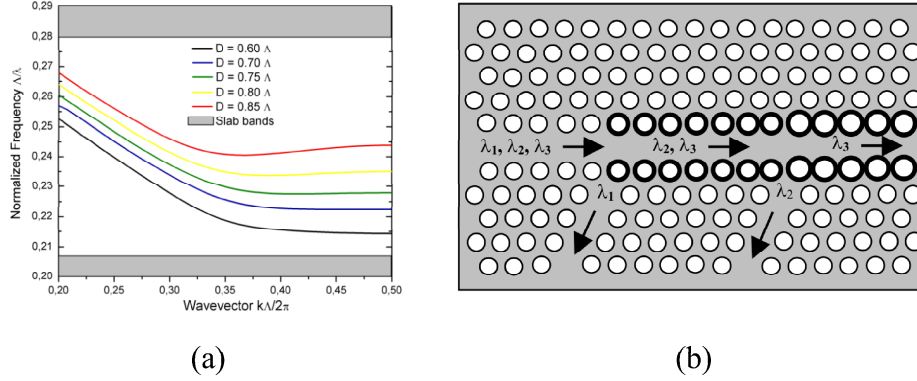 0,29
0,28
0,27
0,26
0,25
0,24
0,23
0,22
0,21
0,20
Normalized Frequency Λ/λ
D = 0.60 Λ
D = 0.70 Λ
D = 0.75 Λ
D = 0.80 Λ
D = 0.85 Λ
Slab bands
0,20 0,25 0,30 0,35 0,40 0,45 0,50
Wavevector kΛ/2π
(a)
λ₁, λ₂, λ₃
λ₂, λ₃
λ₃
λ₁
λ₂
(b)